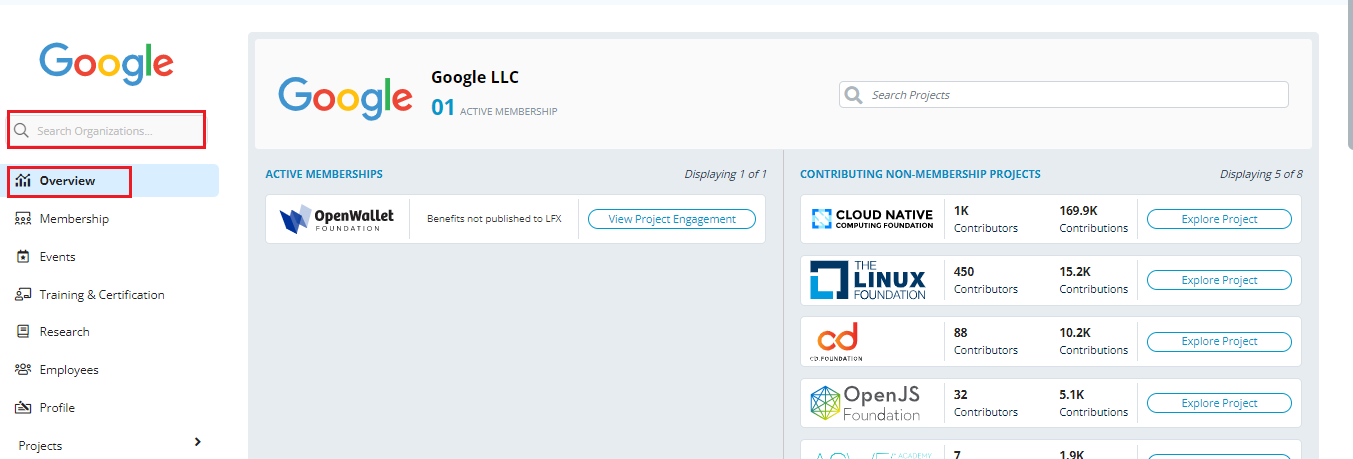 Google
Search Organizations...
Overview
Membership
Events
Training & Certification
Research
Employees
Profile
Projects
Google
Google LLC
01 ACTIVE MEMBERSHIP
Search Projects
ACTIVE MEMBERSHIPS
Displaying 1 of 1
OpenWallet
FOUNDATION
Benefits not published to LFX
View Project Engagement
CONTRIBUTING NON-MEMBERSHIP PROJECTS
Displaying 5 of 8
CLOUD NATIVE
COMPUTING FOUNDATION
1K
Contributors
169.9K
Contributions
Explore Project
THE
LINUX
FOUNDATION
450
Contributors
15.2K
Contributions
Explore Project
cd
CD.FOUNDATION
88
Contributors
10.2K
Contributions
Explore Project
OpenJS
Foundation
32
Contributors
5.1K
Contributions
Explore Project
ACADEMY
7
1.9K